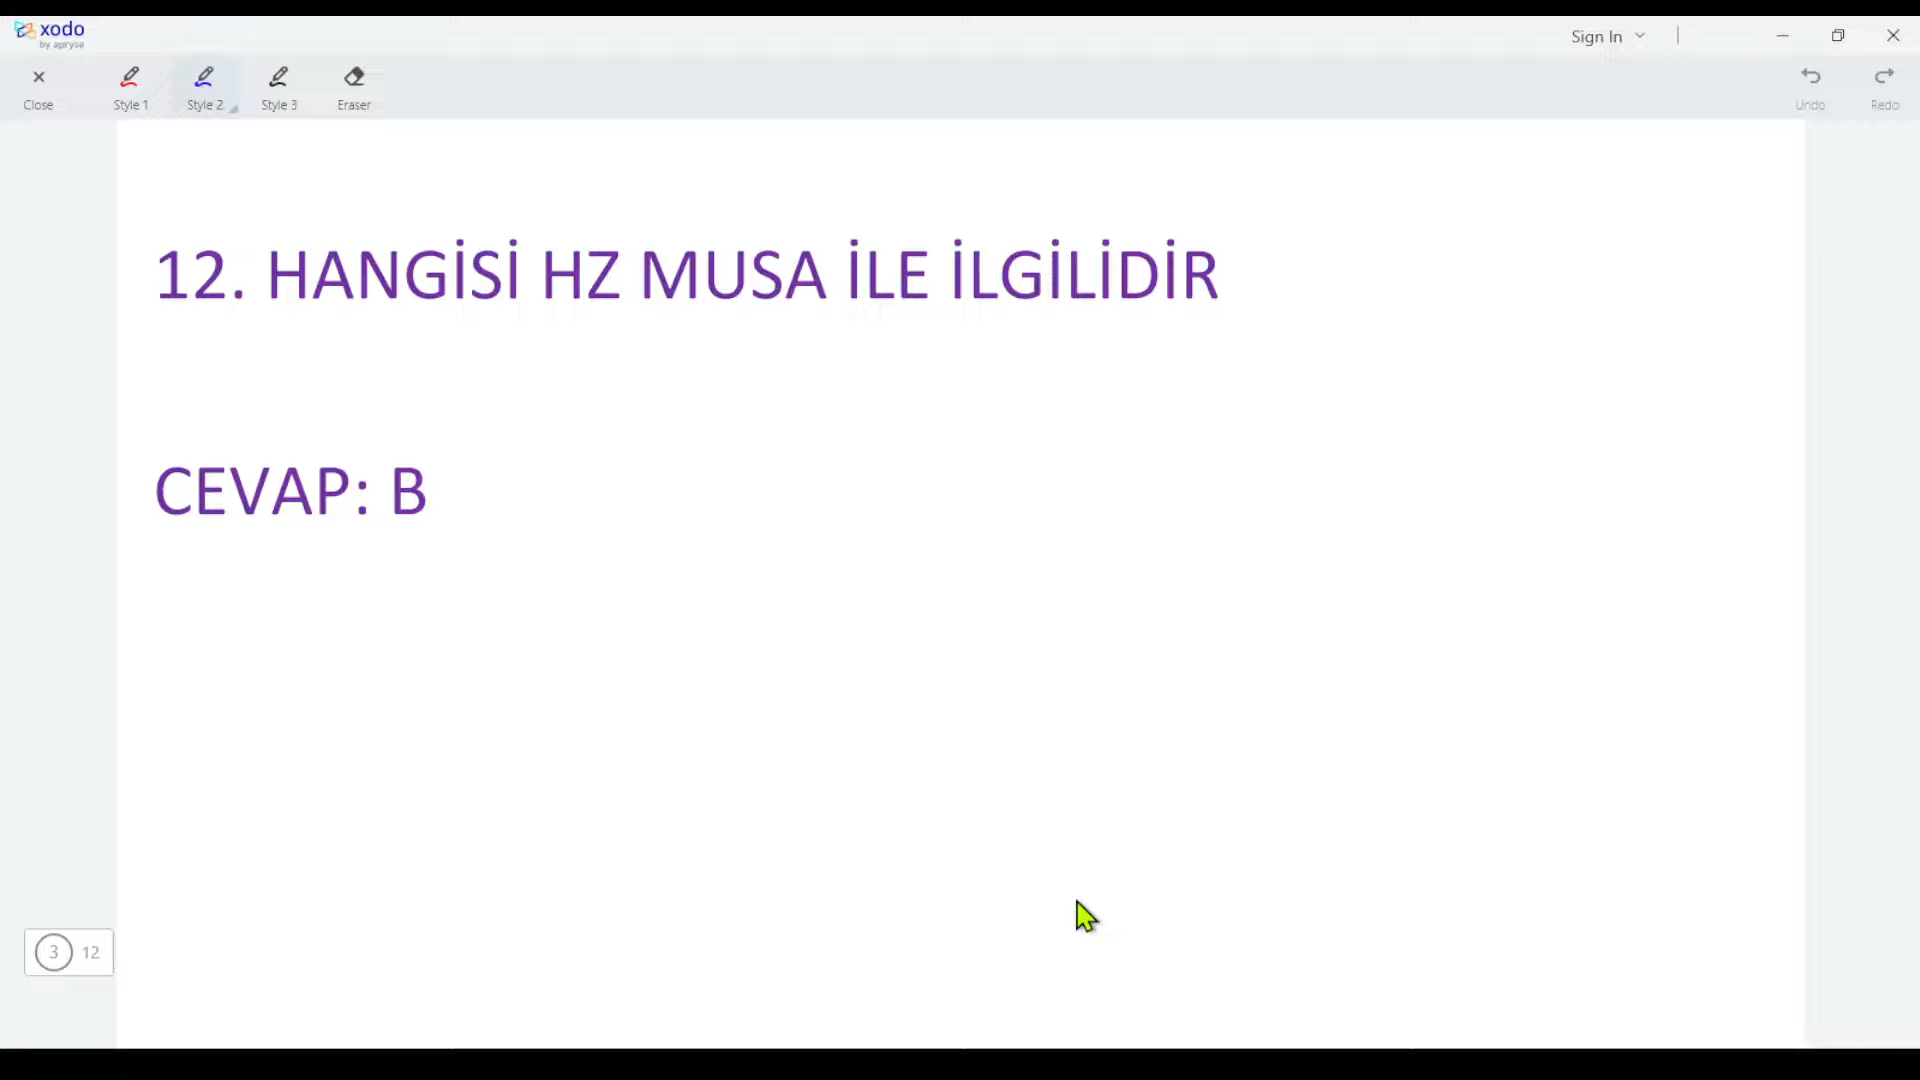 xodo
by apryse
Sign In
Close
Style 1
Style 2
Style 3
Eraser
Undo
Redo
12. HANGİSİ HZ MUSA İLE İLGİLİDİR
CEVAP: B
3 12